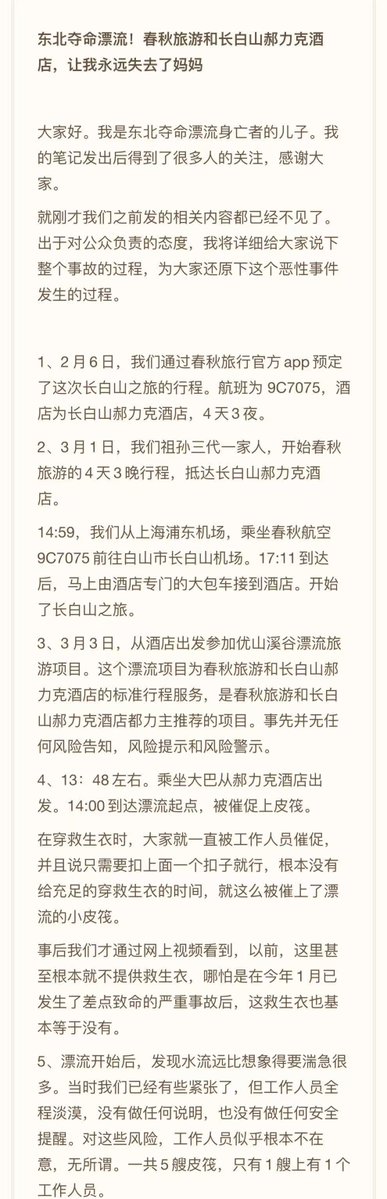 东北夺命漂流！春秋旅游和长白山郝力克酒
店，让我永远失去了妈妈
大家好。我是东北夺命漂流身亡者的儿子。我
的笔记发出后得到了很多人的关注，感谢大
家。
就刚才我们之前发的相关内容都已经不见了。
出于对公众负责的态度，我将详细给大家说下
整个事故的过程，为大家还原下这个恶性事件
发生的过程。
1、2月6日，我们通过春秋旅行官方app预定
了这次长白山之旅的行程。航班为 9C7075，酒
店为长白山郝力克酒店，4天3夜。
2、3月1日，我们祖孙三代一家人，开始春秋
旅游的4天3晚行程，抵达长白山郝力克酒
店。
14:59，我们从上海浦东机场，乘坐春秋航空
9C7075前往白山市长白山机场。17:11到达
后，马上由酒店专门的大包车接到酒店。开始
了长白山之旅。
3、3月3日，从酒店出发参加优山溪谷漂流旅
游项目。这个漂流项目为春秋旅游和长白山郝
力克酒店的标准行程服务，是春秋旅游和长白
山郝力克酒店都力主推荐的项目。事先并无任
何风险告知，风险提示和风险警示。
4、13：48左右。乘坐大巴从郝力克酒店出
发。14:00到达漂流起点，被催促上皮筏。
在穿救生衣时，大家就一直被工作人员催促，
并且说只需要扣上面一个扣子就行，根本没有
给充足的穿救生衣的时间，就这么被催上了漂
流的小皮筏。
事后我们才通过网上视频看到，以前，这里甚
至根本就不提供救生衣，哪怕是在今年1月已
发生了差点致命的严重事故后，这救生衣也基
本等于没有。
5、漂流开始后，发现水流远比想象得要湍急很
多。当时我们已经有些紧张了，但工作人员全
程淡漠，没有做任何说明，也没有做任何安全
提醒。对这些风险，工作人员似乎根本不在
意，无所谓。一共5艘皮筏，只有1艘上有1个
工作人员。